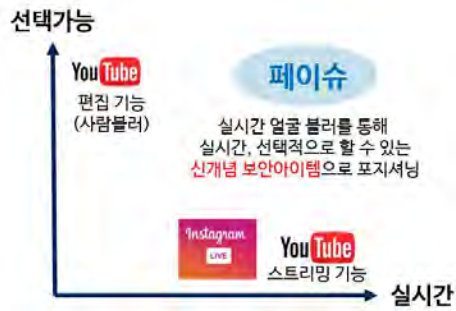 선택가능
YouTube
편집 기능
(사람블러)
페이슈
실시간 얼굴 블러를 통해
실시간, 선택적으로 할 수 있는
신개념 보안아이템으로 포지셔닝
Instagram
LIVE
YouTube
스트리밍 기능
실시간